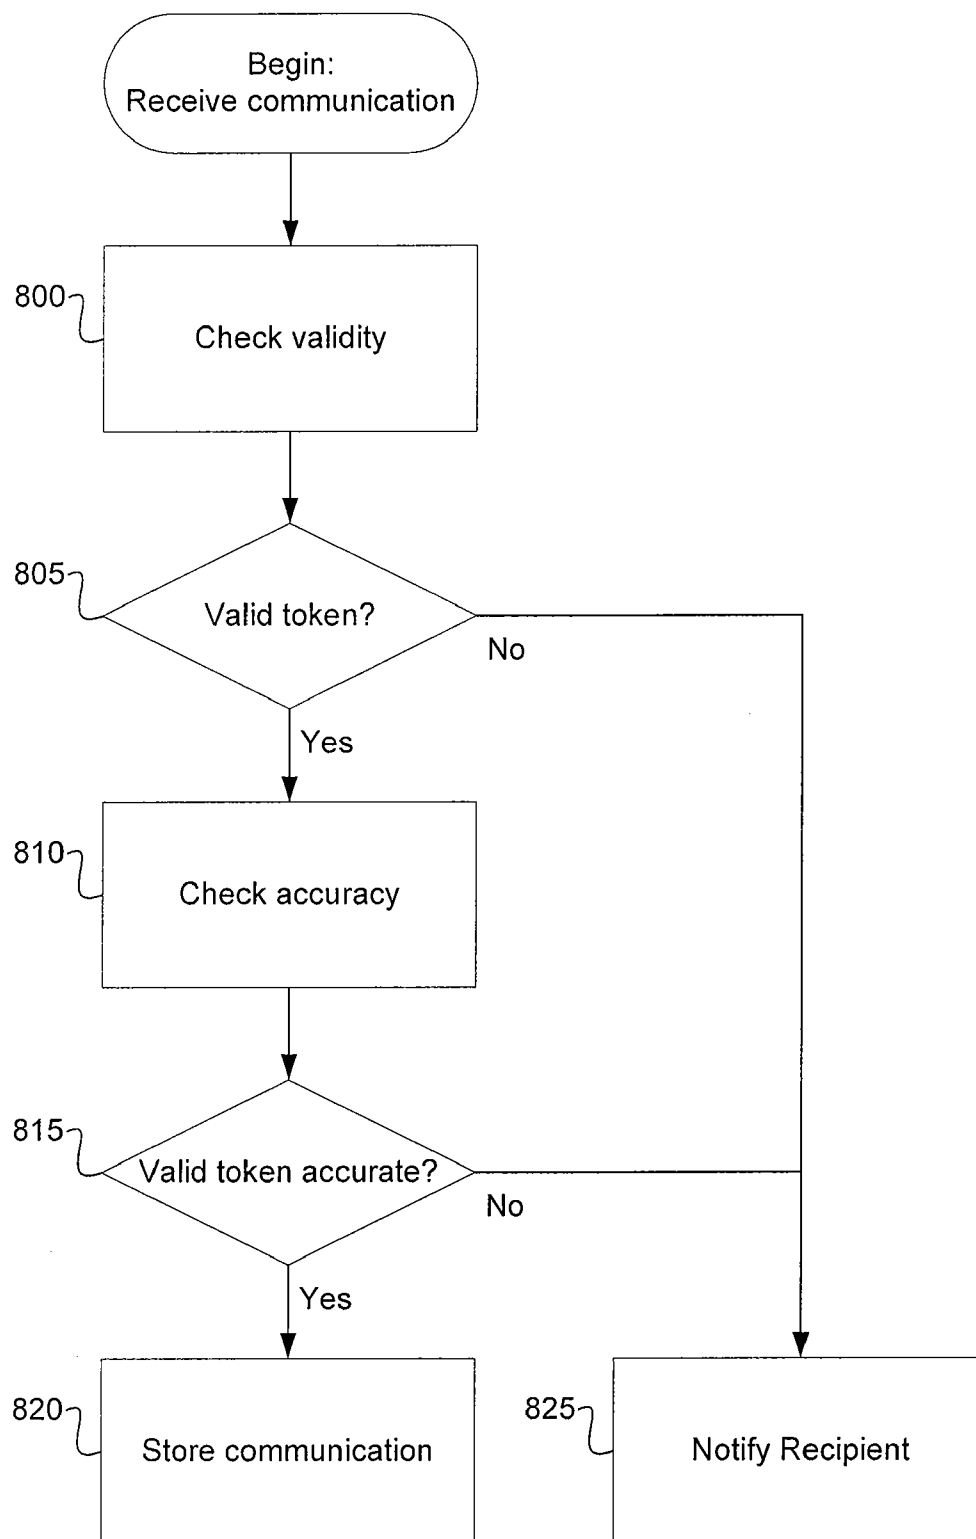 Begin:
Receive communication
800
Check validity
805
Valid token?
No
Yes
810
Check accuracy
815
Valid token accurate?
No
Yes
820
Store communication
825
Notify Recipient